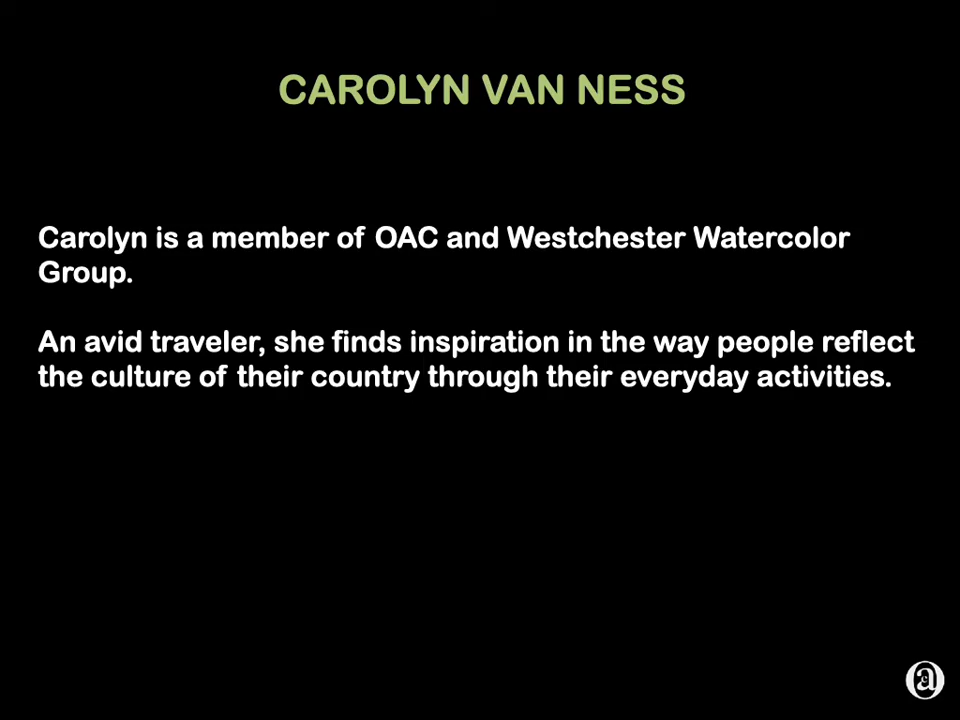 CAROLYN VAN NESS
Carolyn is a member of OAC and Westchester Watercolor
Group.
An avid traveler, she finds inspiration in the way people reflect
the culture of their country through their everyday activities.